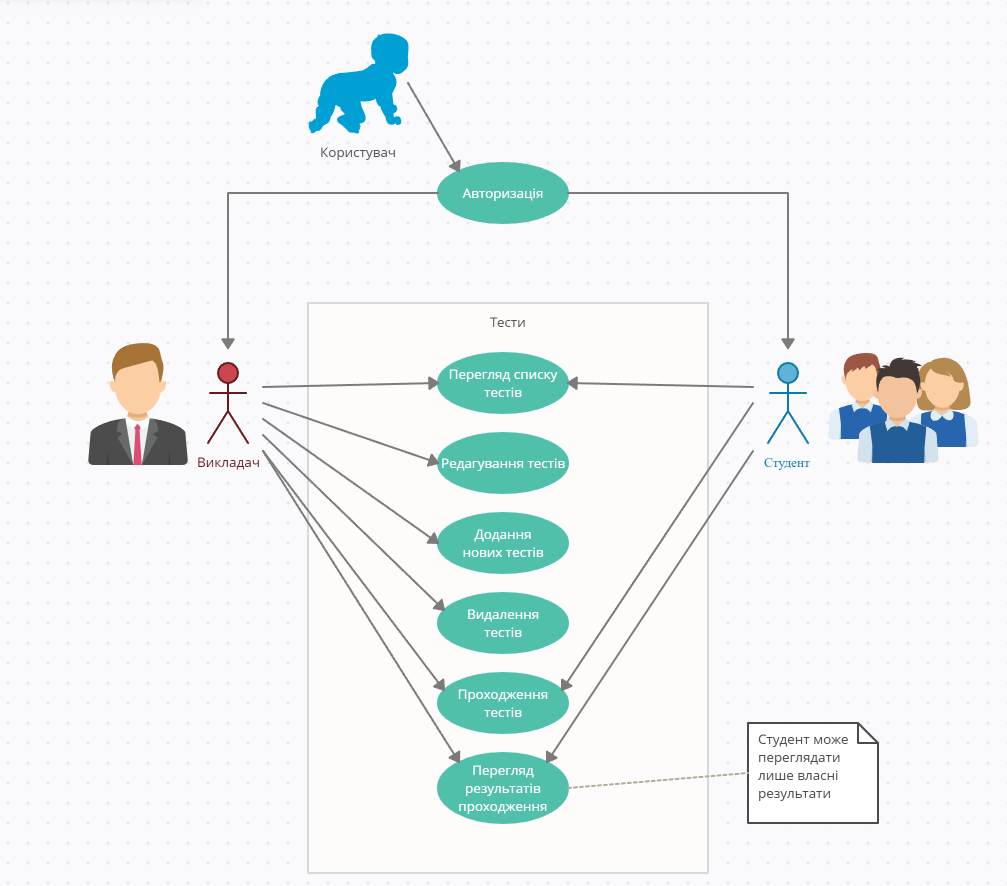 Користувач
Авторизація
Тести
Перегляд списку
тестів
Редагування тестів
Викладач
Студент
Додання
нових тестів
Видалення
тестів
Проходження
тестів
Перегляд
результатів
проходження
Студент може
переглядати
лише власні
результати